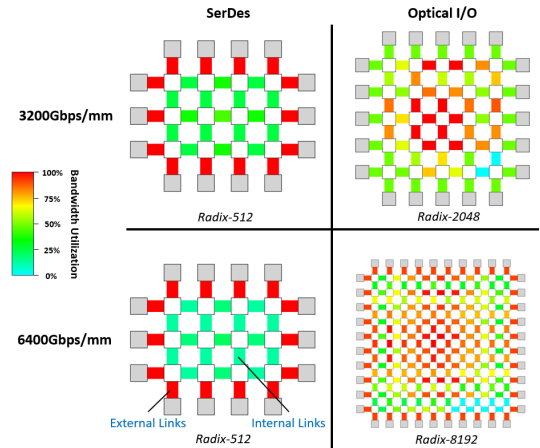 SerDes
Optical I/O
3200Gbps/mm
Radix-512
Radix-2048
Bandwidth Utilization
100%
75%
50%
25%
0%
6400Gbps/mm
External Links
Internal Links
Radix-512
Radix-8192